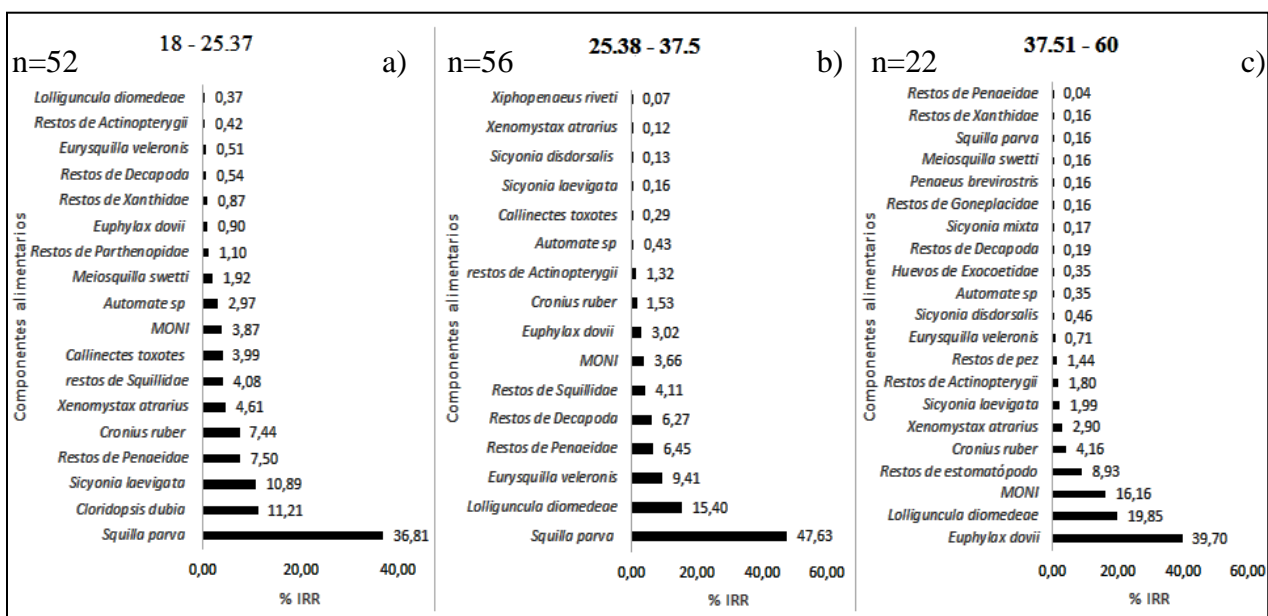 18 - 25.37
n=52
a)
Componentes alimentarios
Lolliguncula diomedeae 0,37
Restos de Actinopterygii 0,42
Eurysquilla veleronis 0,51
Restos de Decapoda 0,54
Restos de Xanthidae 0,87
Euphylax dovii 0,90
Restos de Parthenopidae 1,10
Meiosquilla swetti 1,92
Automate sp 2,97
MONI 3,87
Callinectes toxotes 3,99
restos de Squillidae 4,08
Xenomystax atrarius 4,61
Cronius ruber 7,44
Restos de Penaeidae 7,50
Sicyonia laevigata 10,89
Cloridopsis dubia 11,21
Squilla parva 36,81
0,00 20,00 40,00
% IRR
25.38 - 37.5
n=56
b)
Componentes alimentarios
Xiphopenaeus riveti 0,07
Xenomystax atrarius 0,12
Sicyonia disdorsalis 0,13
Sicyonia laevigata 0,16
Callinectes toxotes 0,29
Automate sp 0,43
restos de Actinopterygii 1,32
Cronius ruber 1,53
Euphylax dovii 3,02
MONI 3,66
Restos de Squillidae 4,11
Restos de Decapoda 6,27
Restos de Penaeidae 6,45
Eurysquilla veleronis 9,41
Lolliguncula diomedeae 15,40
Squilla parva 47,63
0,00 20,00 40,00 60,00
% IRR
37.51 - 60
n=22
c)
Componentes alimentarios
Restos de Penaeidae 0,04
Restos de Xanthidae 0,16
Squilla parva 0,16
Meiosquilla swetti 0,16
Penaeus brevirostris 0,16
Restos de Goneplacidae 0,16
Sicyonia mixta 0,17
Restos de Decapoda 0,19
Huevos de Exocoetidae 0,35
Automate sp 0,35
Sicyonia disdorsalis 0,46
Eurysquilla veleronis 0,71
Restos de pez 1,44
Restos de Actinopterygii 1,80
Sicyonia laevigata 1,99
Xenomystax atrarius 2,90
Cronius ruber 4,16
Restos de estomatópodo 8,93
MONI 16,16
Lolliguncula diomedeae 19,85
Euphylax dovii 39,70
0,00 20,00 40,00 60,00
% IRR